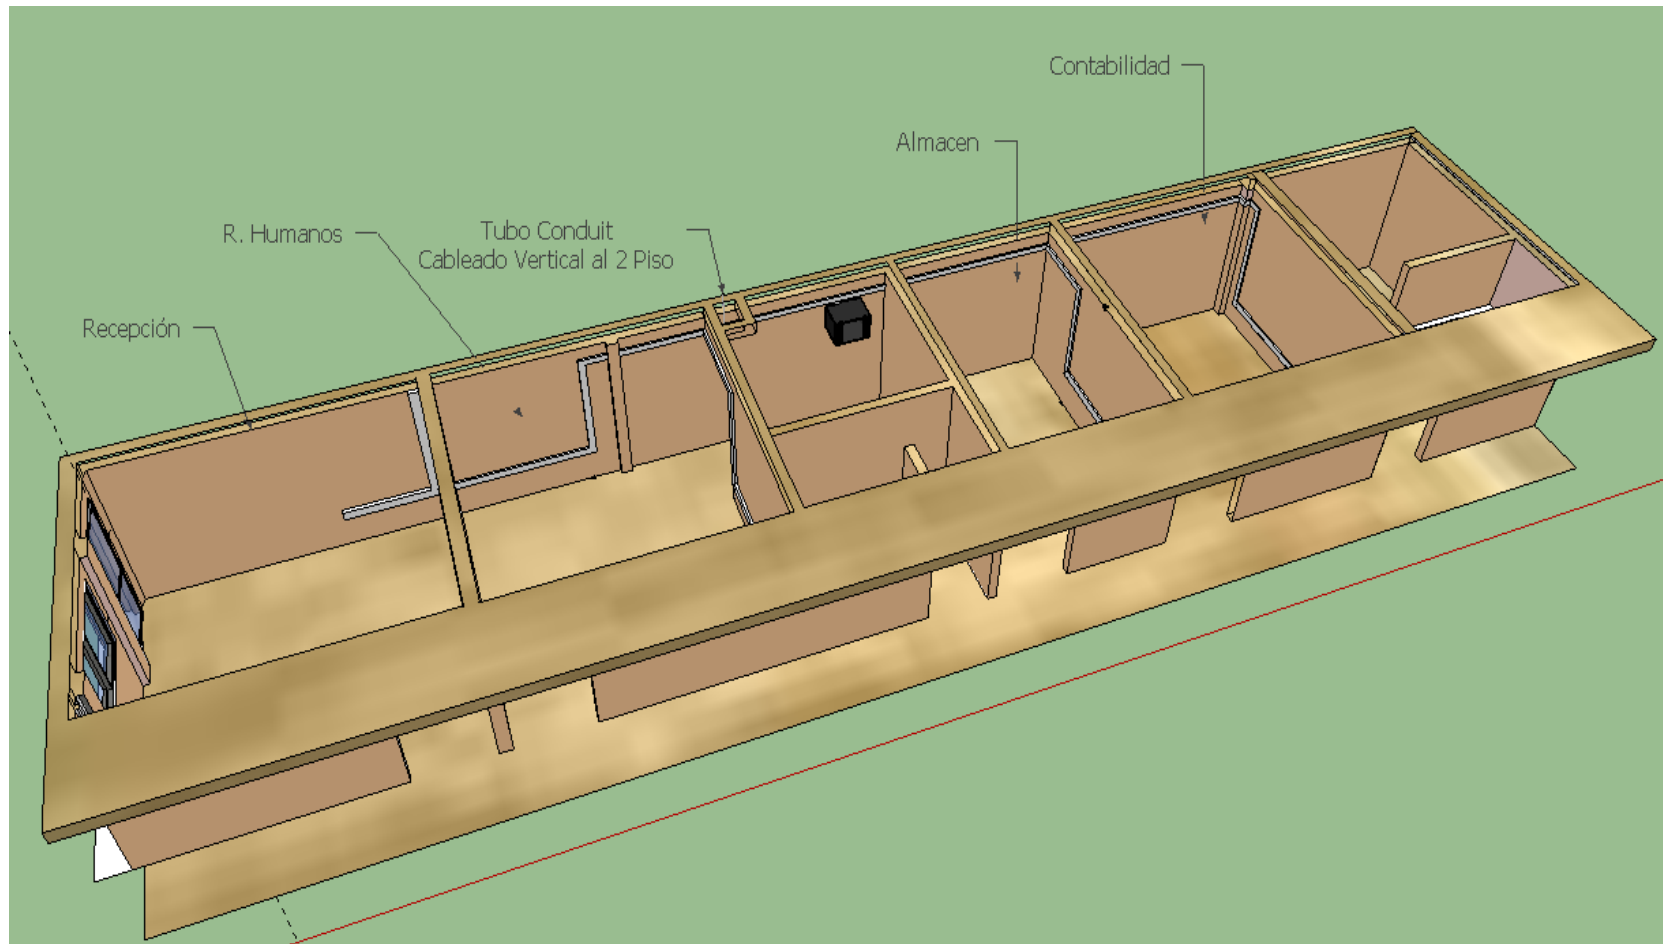 Contabilidad
Almacen
Tubo Conduit
Cableado Vertical al 2 Piso
R. Humanos
Recepción